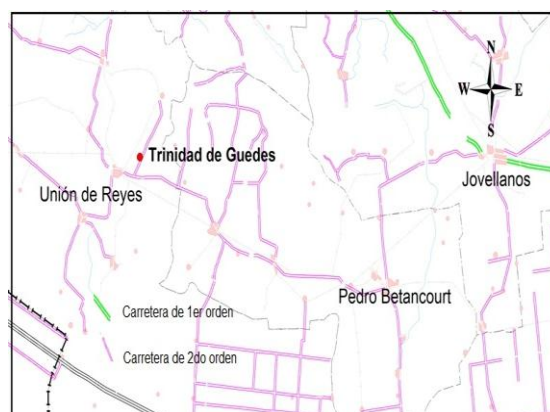 N
W E
S
Trinidad de Guedes
Jovellanos
Unión de Reyes
Pedro Betancourt
Carretera de 1er orden
Carretera de 2do orden